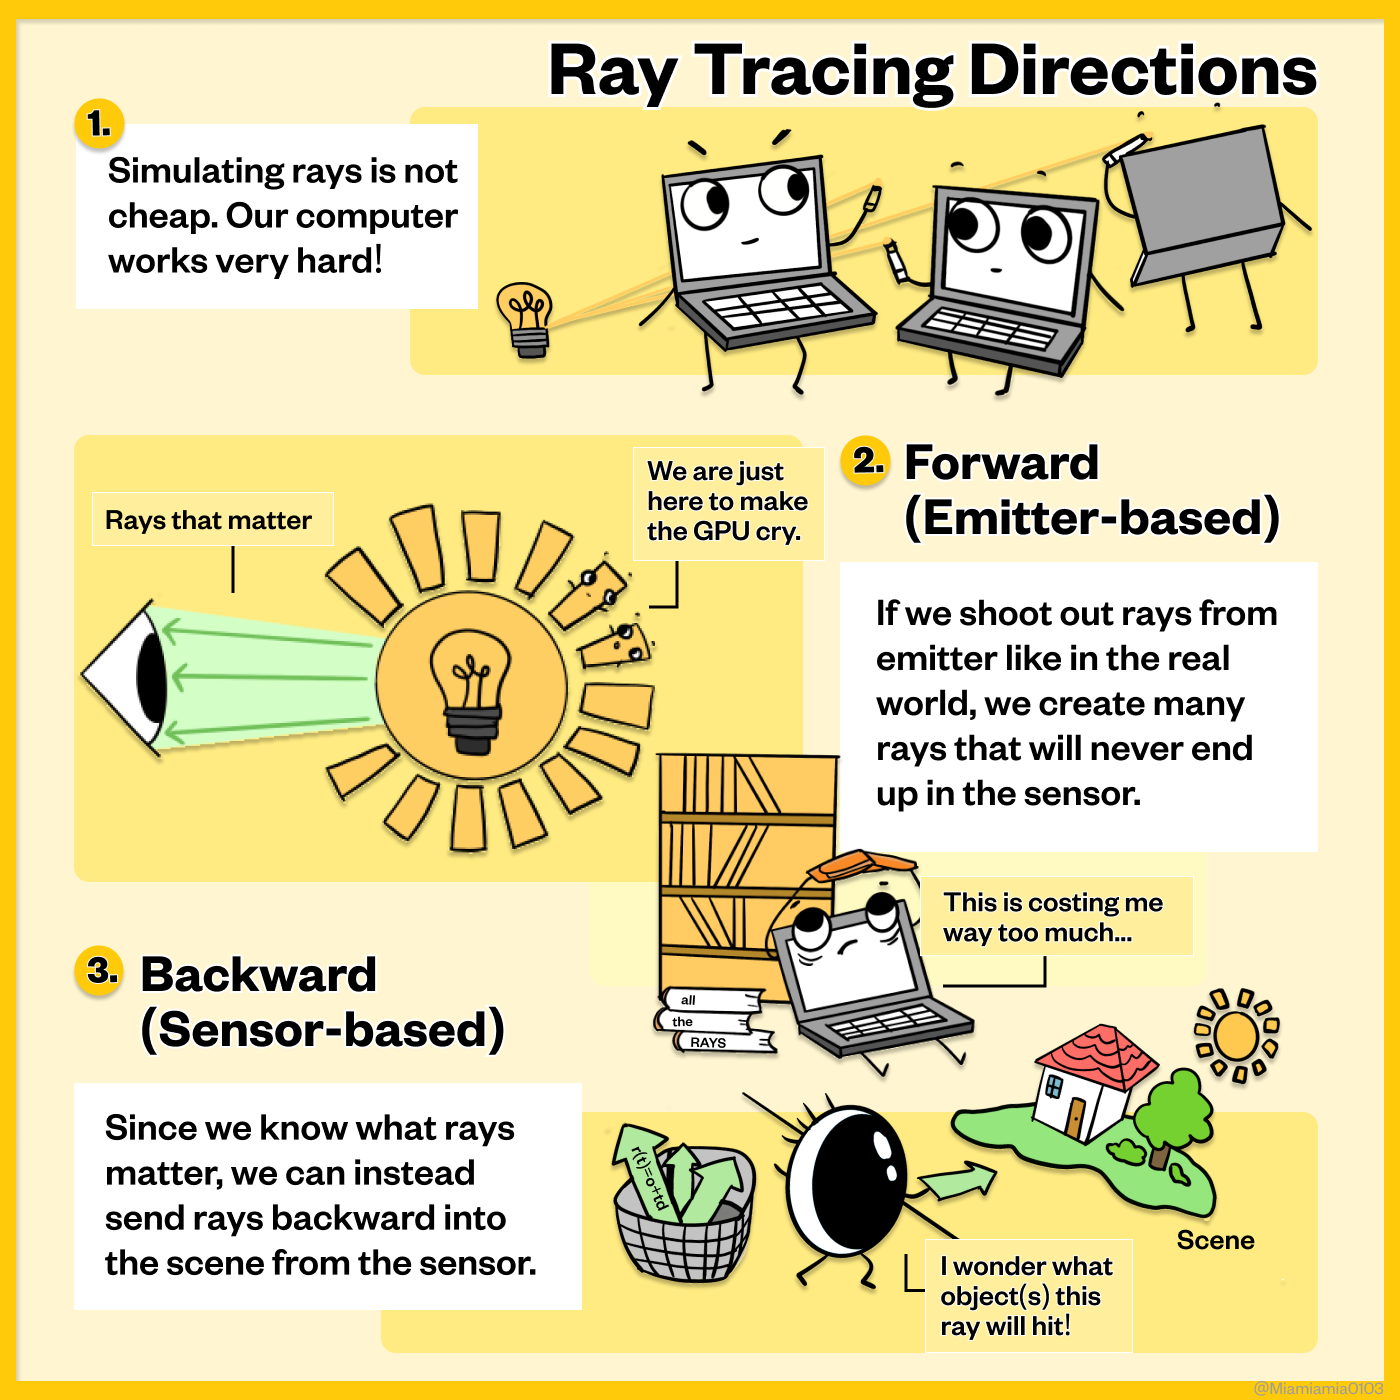 Ray Tracing Directions
1.
Simulating rays is not
cheap. Our computer
works very hard!
2. Forward
(Emitter-based)
Rays that matter
We are just
here to make
the GPU cry.
If we shoot out rays from
emitter like in the real
world, we create many
rays that will never end
up in the sensor.
This is costing me
way too much...
all
the
RAYS
3. Backward
(Sensor-based)
Since we know what rays
matter, we can instead
send rays backward into
the scene from the sensor.
r(t)=o+td
Scene
I wonder what
object(s) this
ray will hit!
@Miamiamia0103